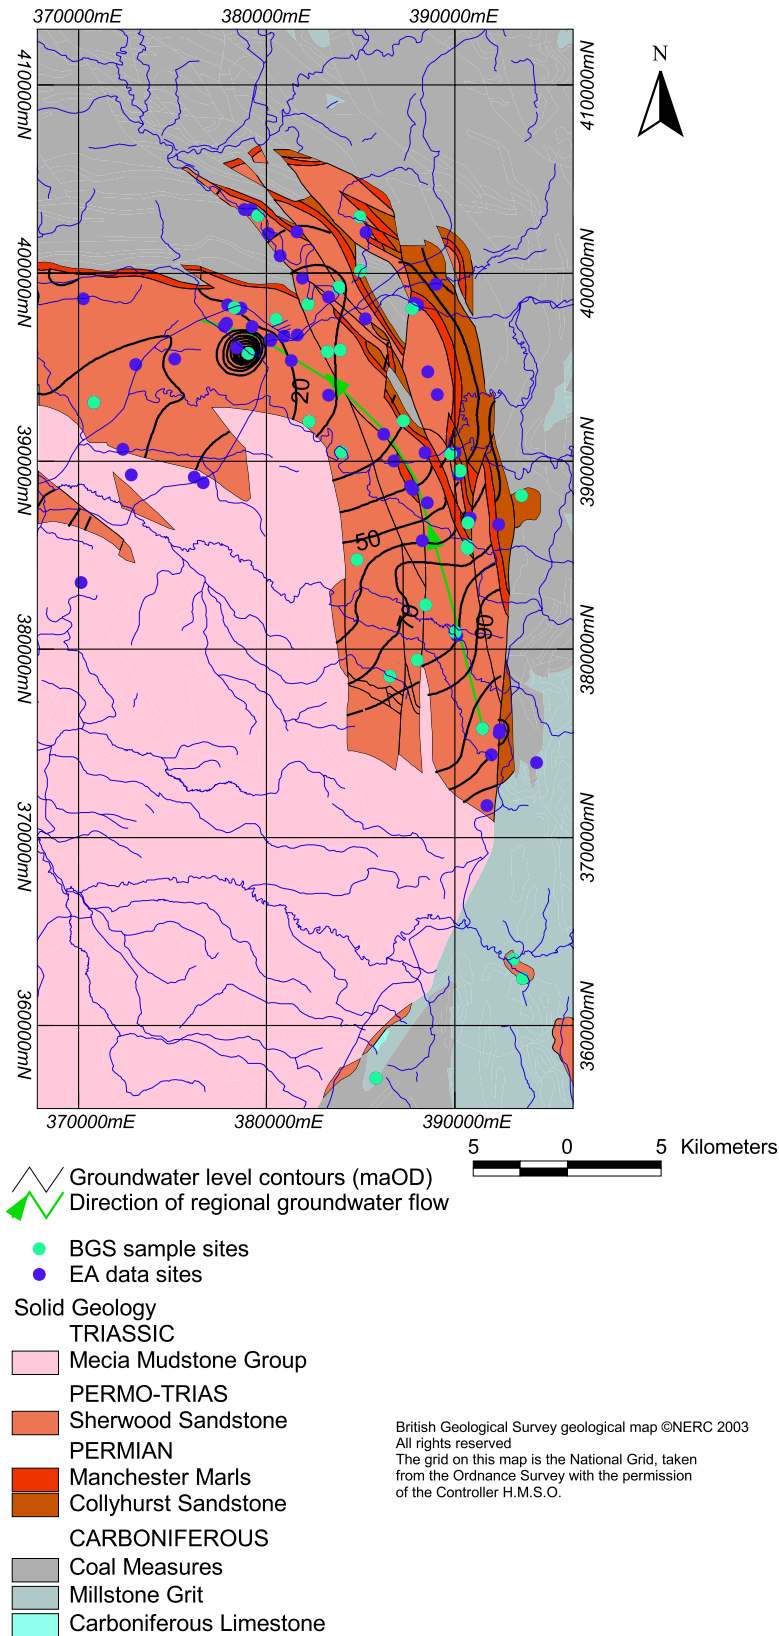 370000mE 380000mE 390000mE
410000mN 410000mN
N
400000mN 400000mN
20
390000mN 390000mN
50
70
90
380000mN 380000mN
370000mN 370000mN
360000mN 360000mN
370000mE 380000mE 390000mE
5 0 5 Kilometers
Groundwater level contours (maOD)
Direction of regional groundwater flow
BGS sample sites
EA data sites
Solid Geology
TRIASSIC
Mecia Mudstone Group
PERMO-TRIAS
Sherwood Sandstone
PERMIAN
Manchester Marls
Collyhurst Sandstone
CARBONIFEROUS
Coal Measures
Millstone Grit
Carboniferous Limestone
British Geological Survey geological map ©NERC 2003
All rights reserved
The grid on this map is the National Grid, taken
from the Ordnance Survey with the permission
of the Controller H.M.S.O.